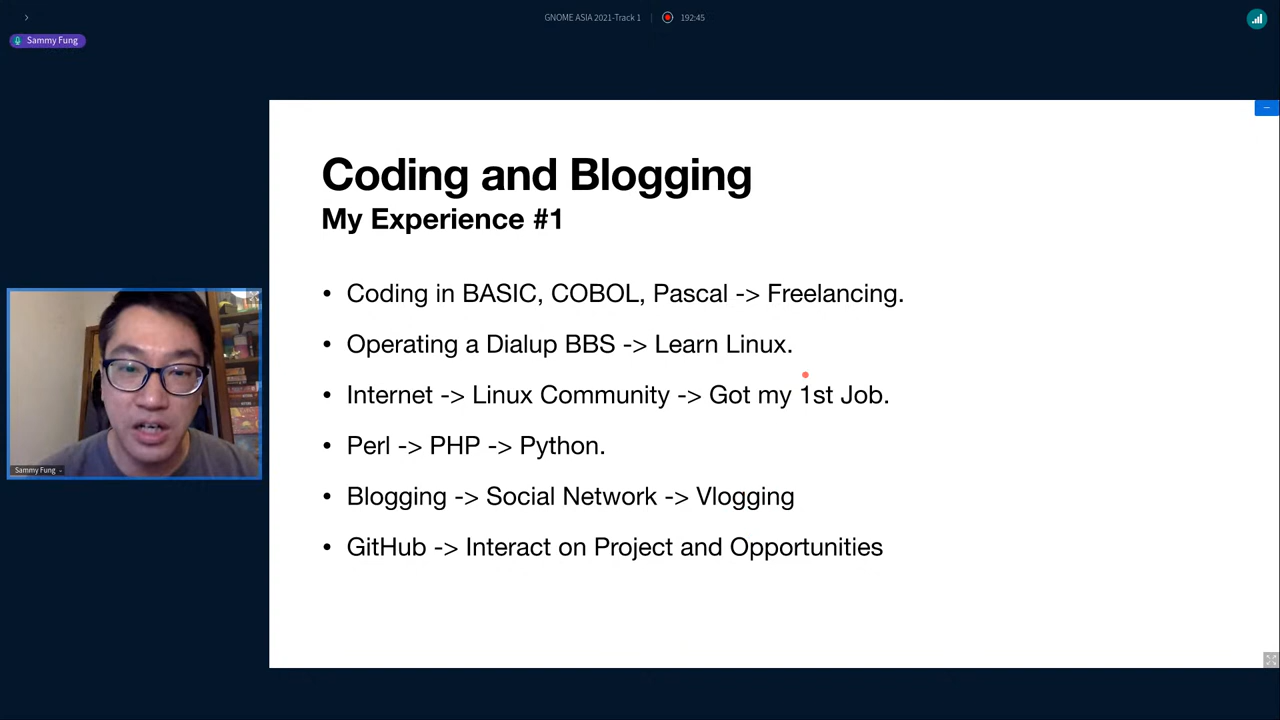 GNOME ASIA 2021-Track 1 192:45
Sammy Fung
Coding and Blogging
My Experience #1
• Coding in BASIC, COBOL, Pascal -> Freelancing.
• Operating a Dialup BBS -> Learn Linux.
• Internet -> Linux Community -> Got my 1st Job.
• Perl -> PHP -> Python.
• Blogging -> Social Network -> Vlogging
• GitHub -> Interact on Project and Opportunities
Sammy Fung